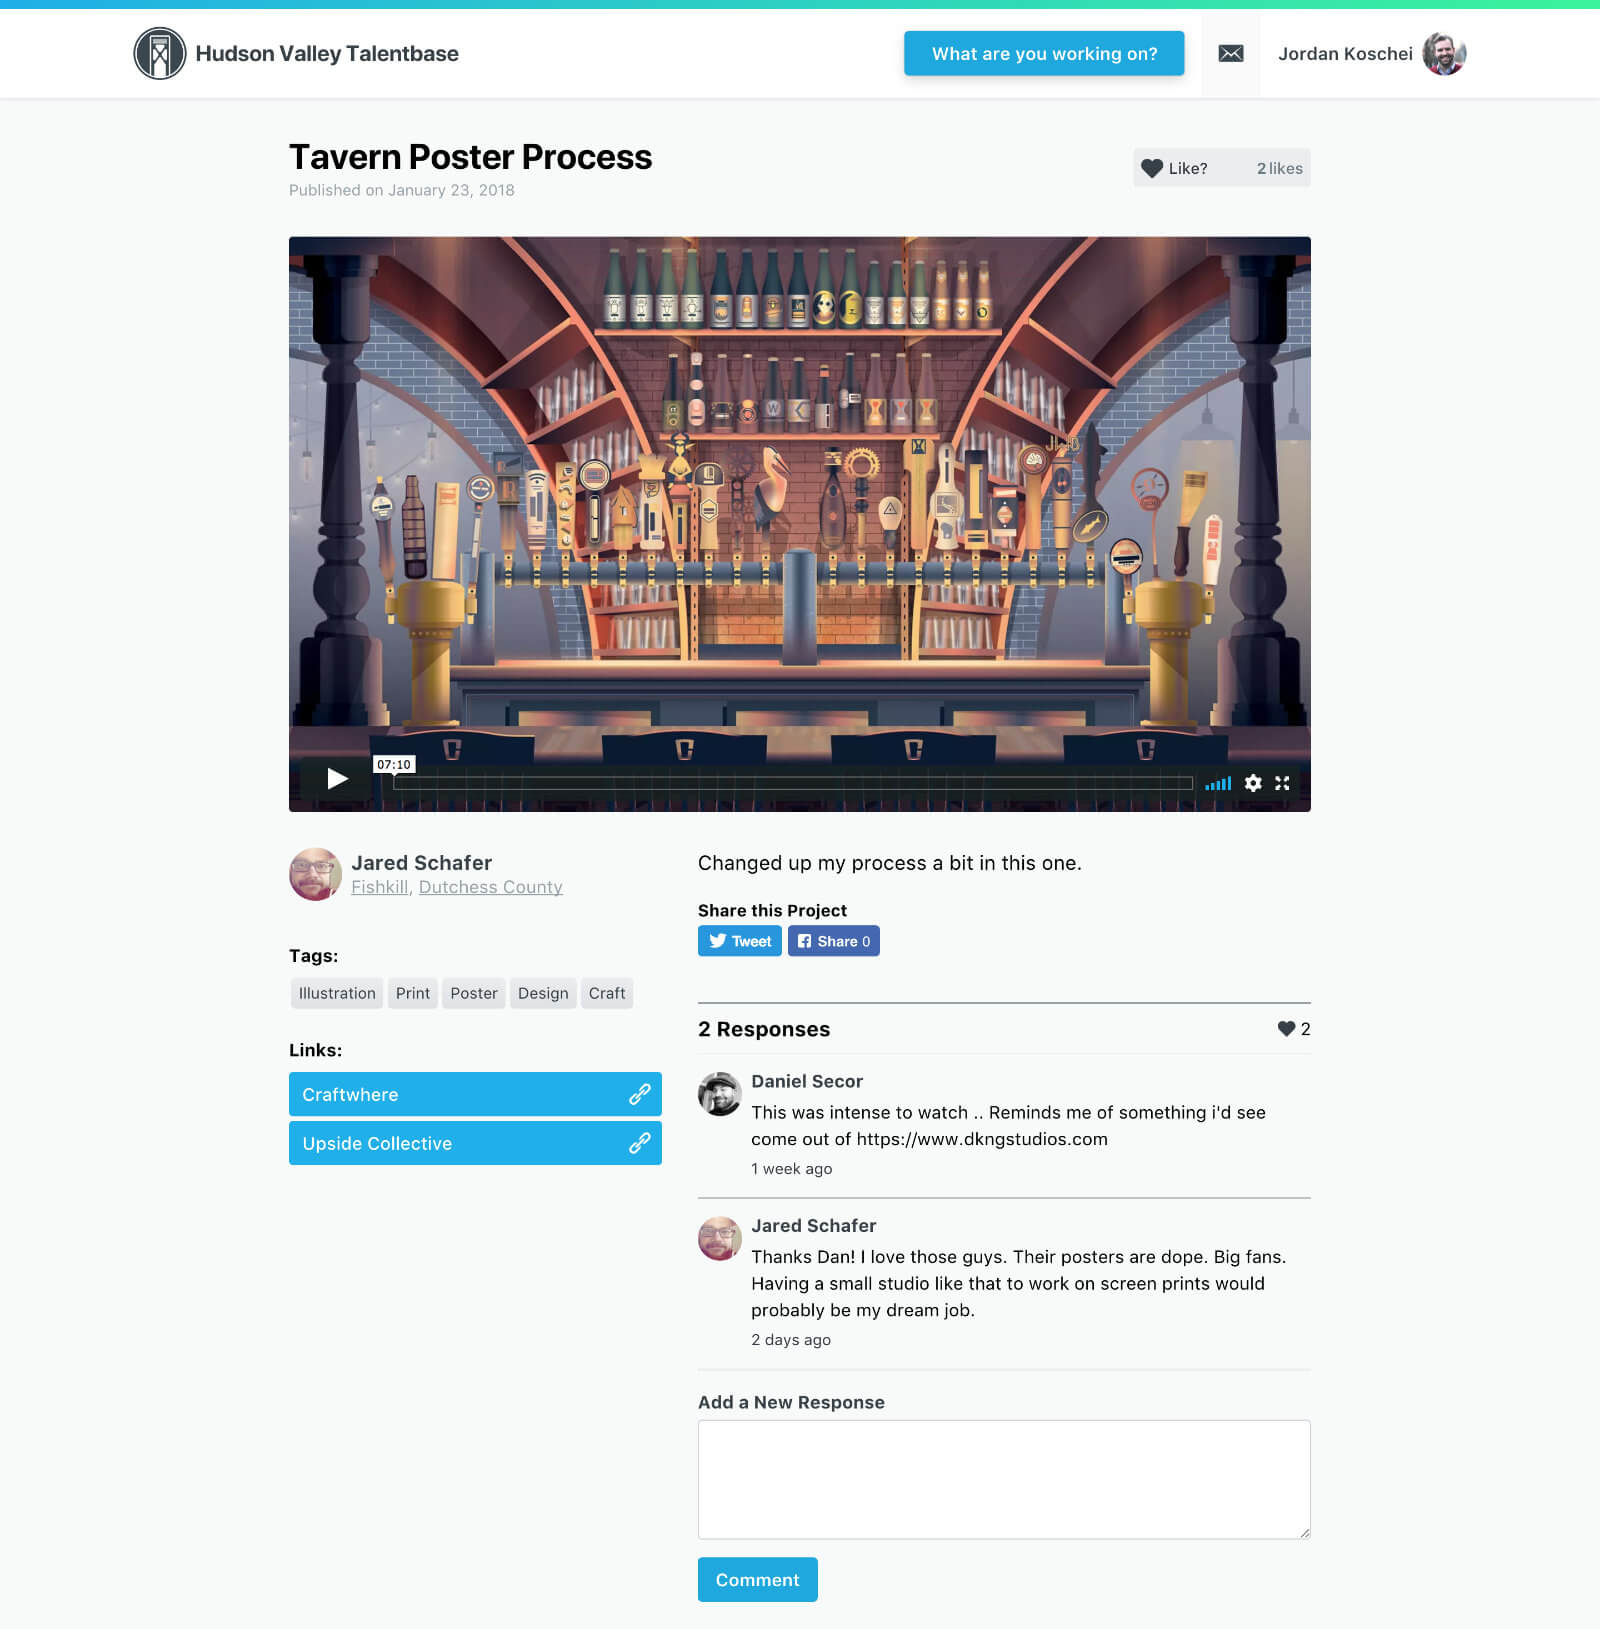 Hudson Valley Talentbase
What are you working on?
Jordan Koschei
Tavern Poster Process
Published on January 23, 2018
Like?
2 likes
07:10
Jared Schafer
Fishkill, Dutchess County
Tags:
Illustration
Print
Poster
Design
Craft
Links:
Craftwhere
Upside Collective
Changed up my process a bit in this one.
Share this Project
Tweet
Share 0
2 Responses
2
Daniel Secor
This was intense to watch .. Reminds me of something i'd see
come out of https://www.dkngstudios.com
1 week ago
Jared Schafer
Thanks Dan! I love those guys. Their posters are dope. Big fans.
Having a small studio like that to work on screen prints would
probably be my dream job.
2 days ago
Add a New Response
Comment